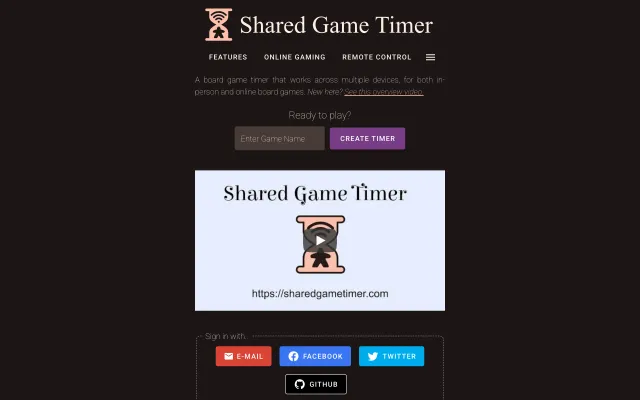 Shared Game Timer
FEATURES ONLINE GAMING REMOTE CONTROL
A board game timer that works across multiple devices, for both in-
person and online board games. New here? See this overview video.
Ready to play?
Enter Game Name
CREATE TIMER
Shared Game Timer
https://sharedgametimer.com
Sign in with...
E-MAIL
FACEBOOK
TWITTER
GITHUB